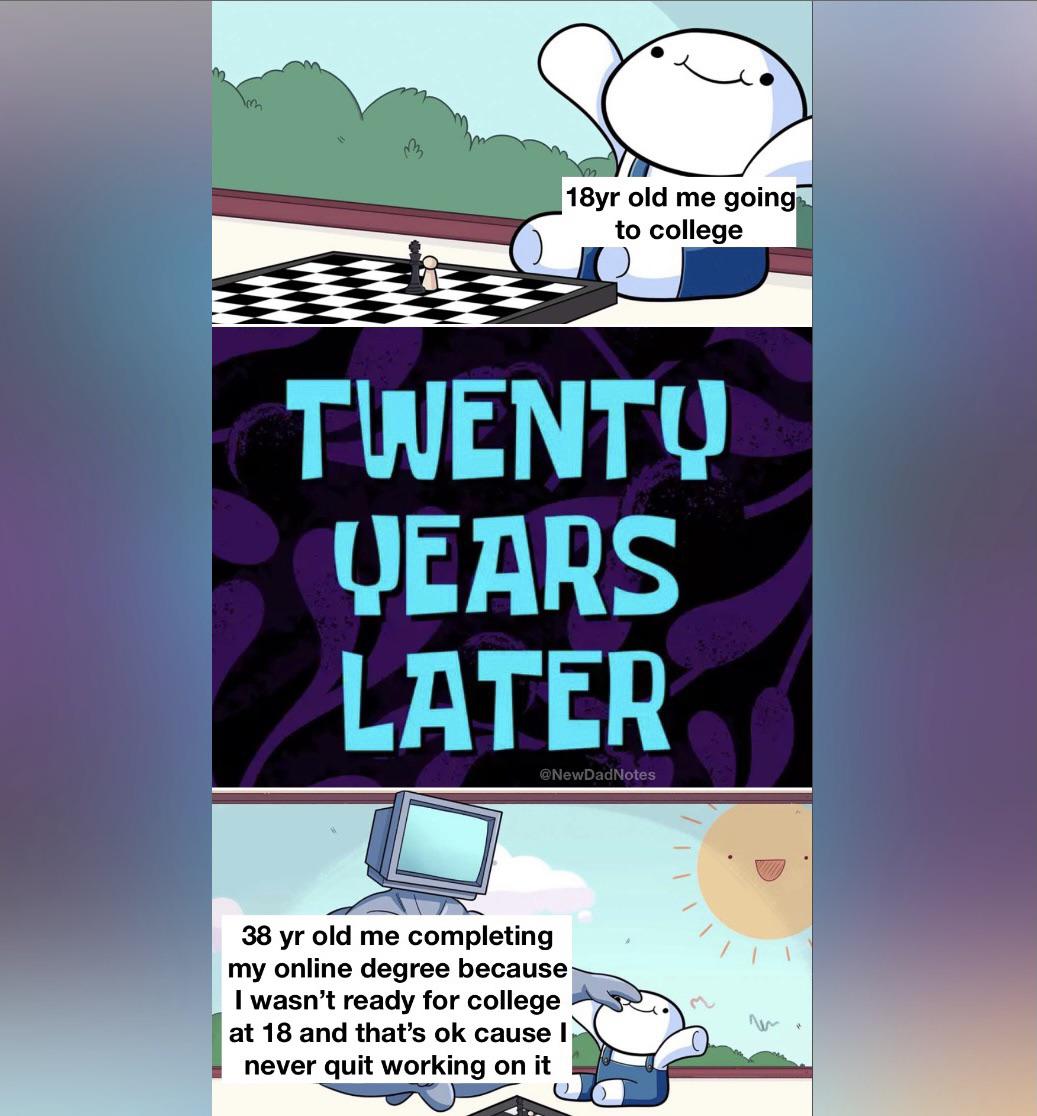 18yr old me going
to college
TWENTY
YEARS
LATER
@NewDadNotes
38 yr old me completing
my online degree because
I wasn't ready for college
at 18 and that's ok cause I
never quit working on it